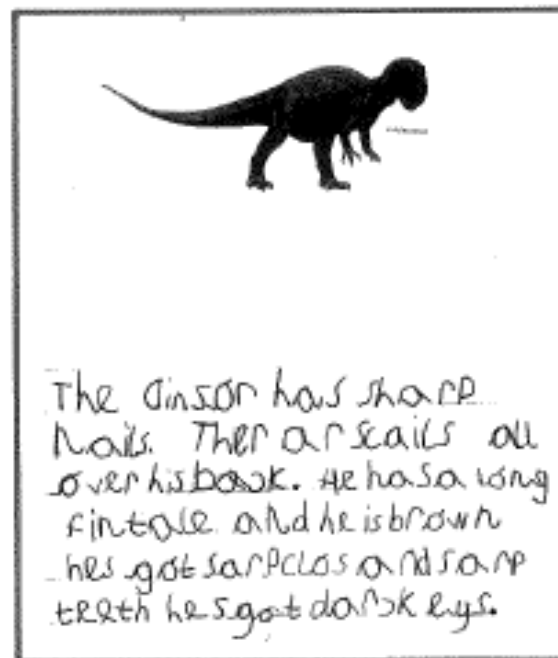 The dinsor has sharp
nails. Ther ar scails all
over his back. He has a long
fin tale and he is brown
hes got sarp clos and sarp
teeth hes got darck eys.